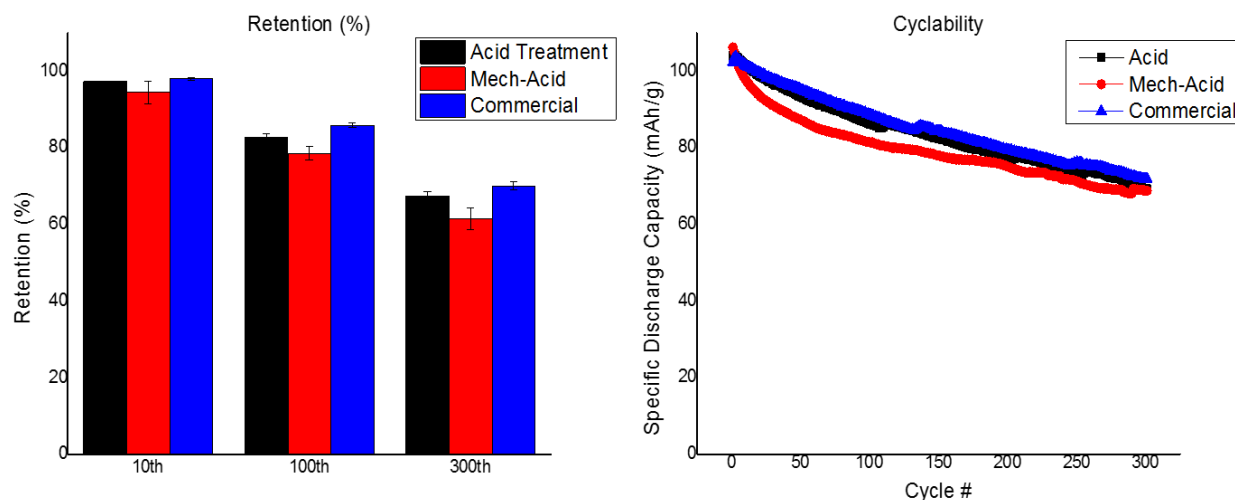 Retention (%)
Acid Treatment
Mech-Acid
Commercial
Retention (%)
100
80
60
40
20
0
10th
100th
300th
Cyclability
Acid
Mech-Acid
Commercial
Specific Discharge Capacity (mAh/g)
100
80
60
40
20
0
0
50
100
150
200
250
300
Cycle #